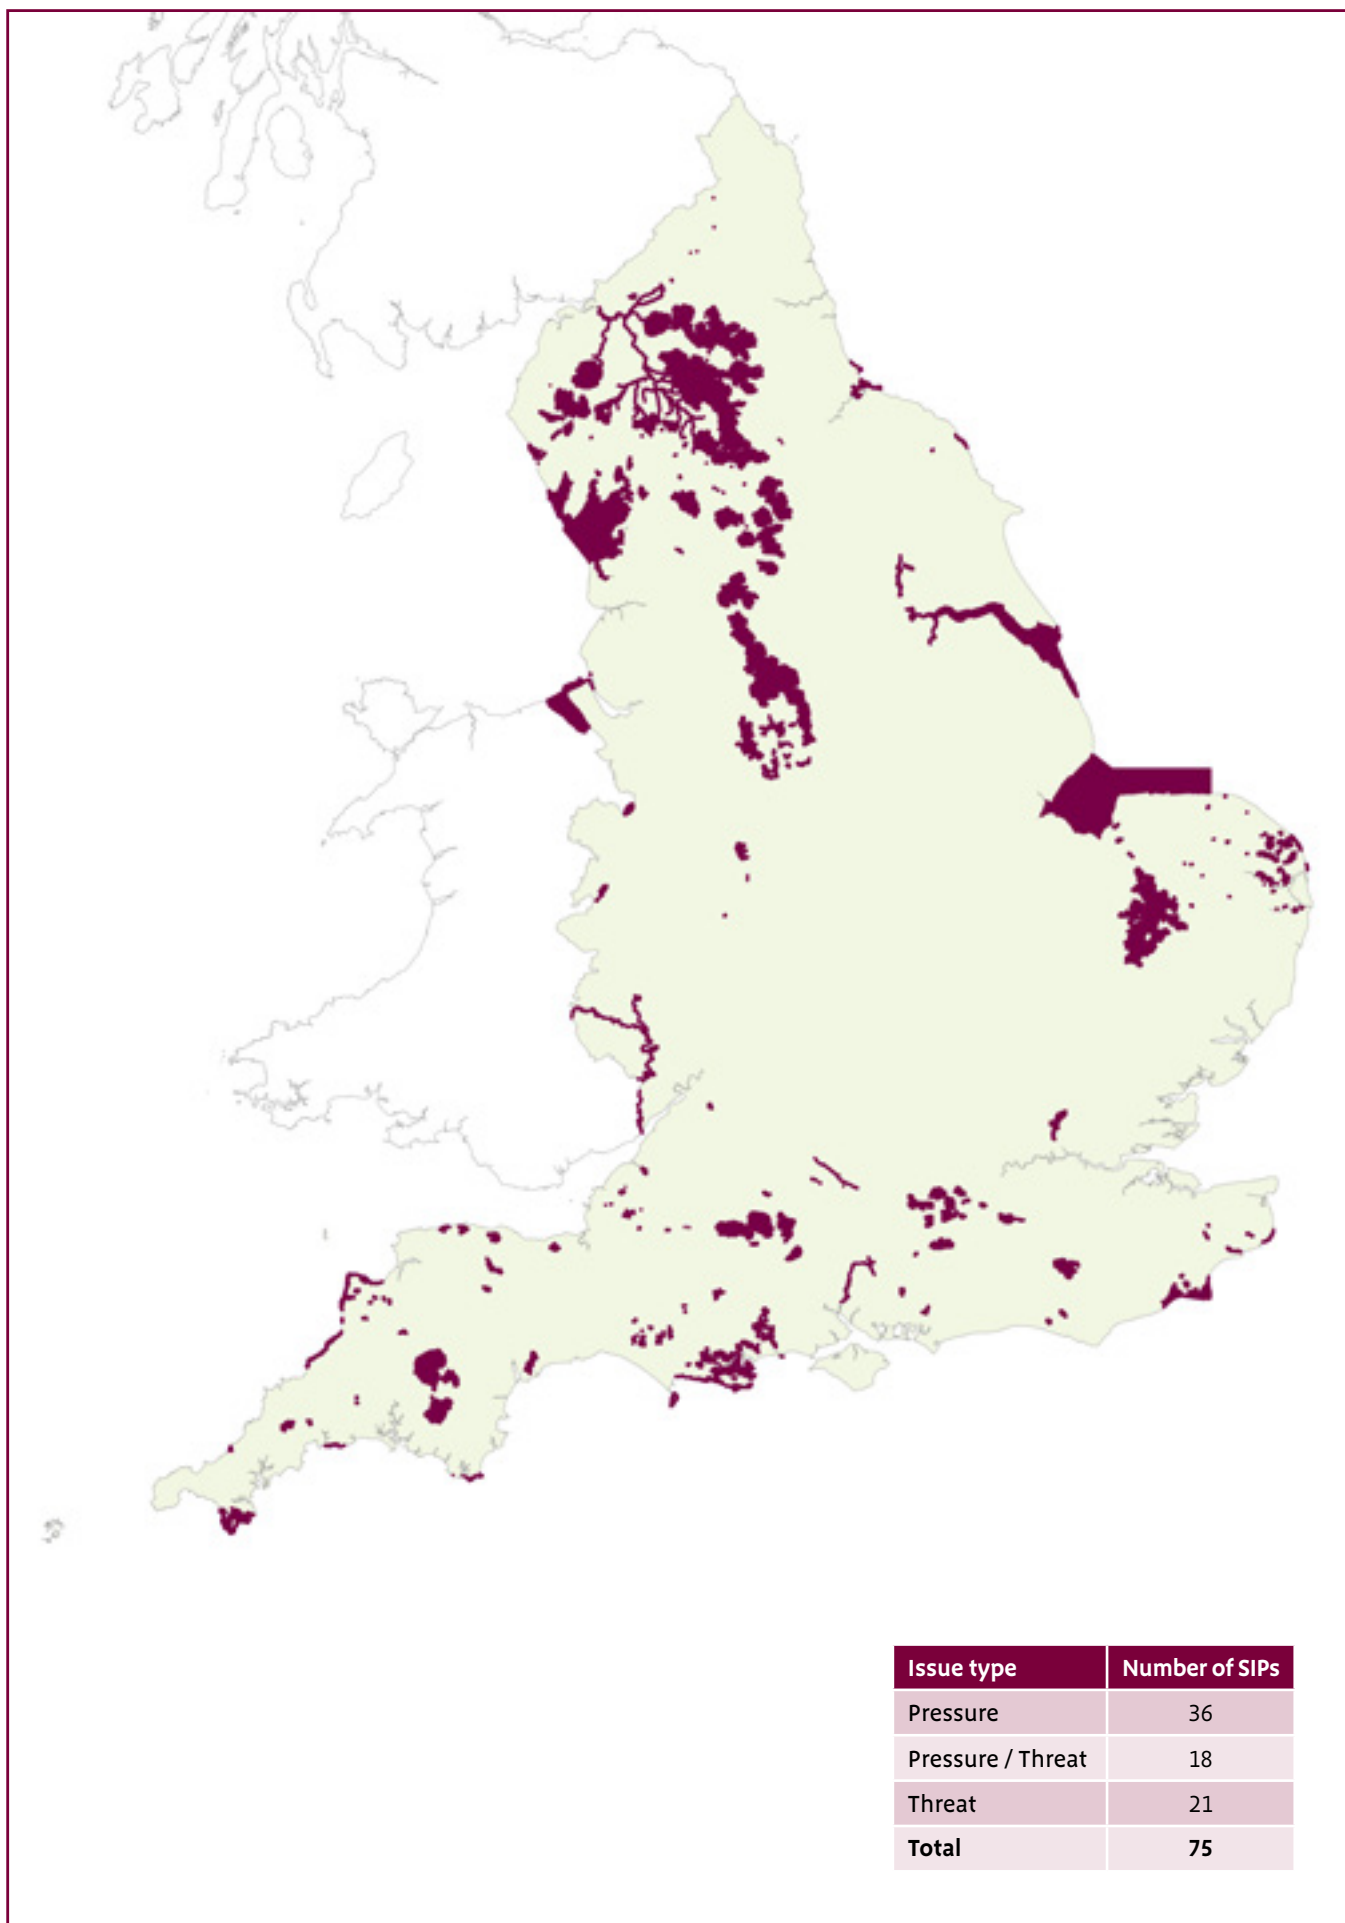 Issue type Number of SIPs
Pressure 36
Pressure / Threat 18
Threat 21
Total 75